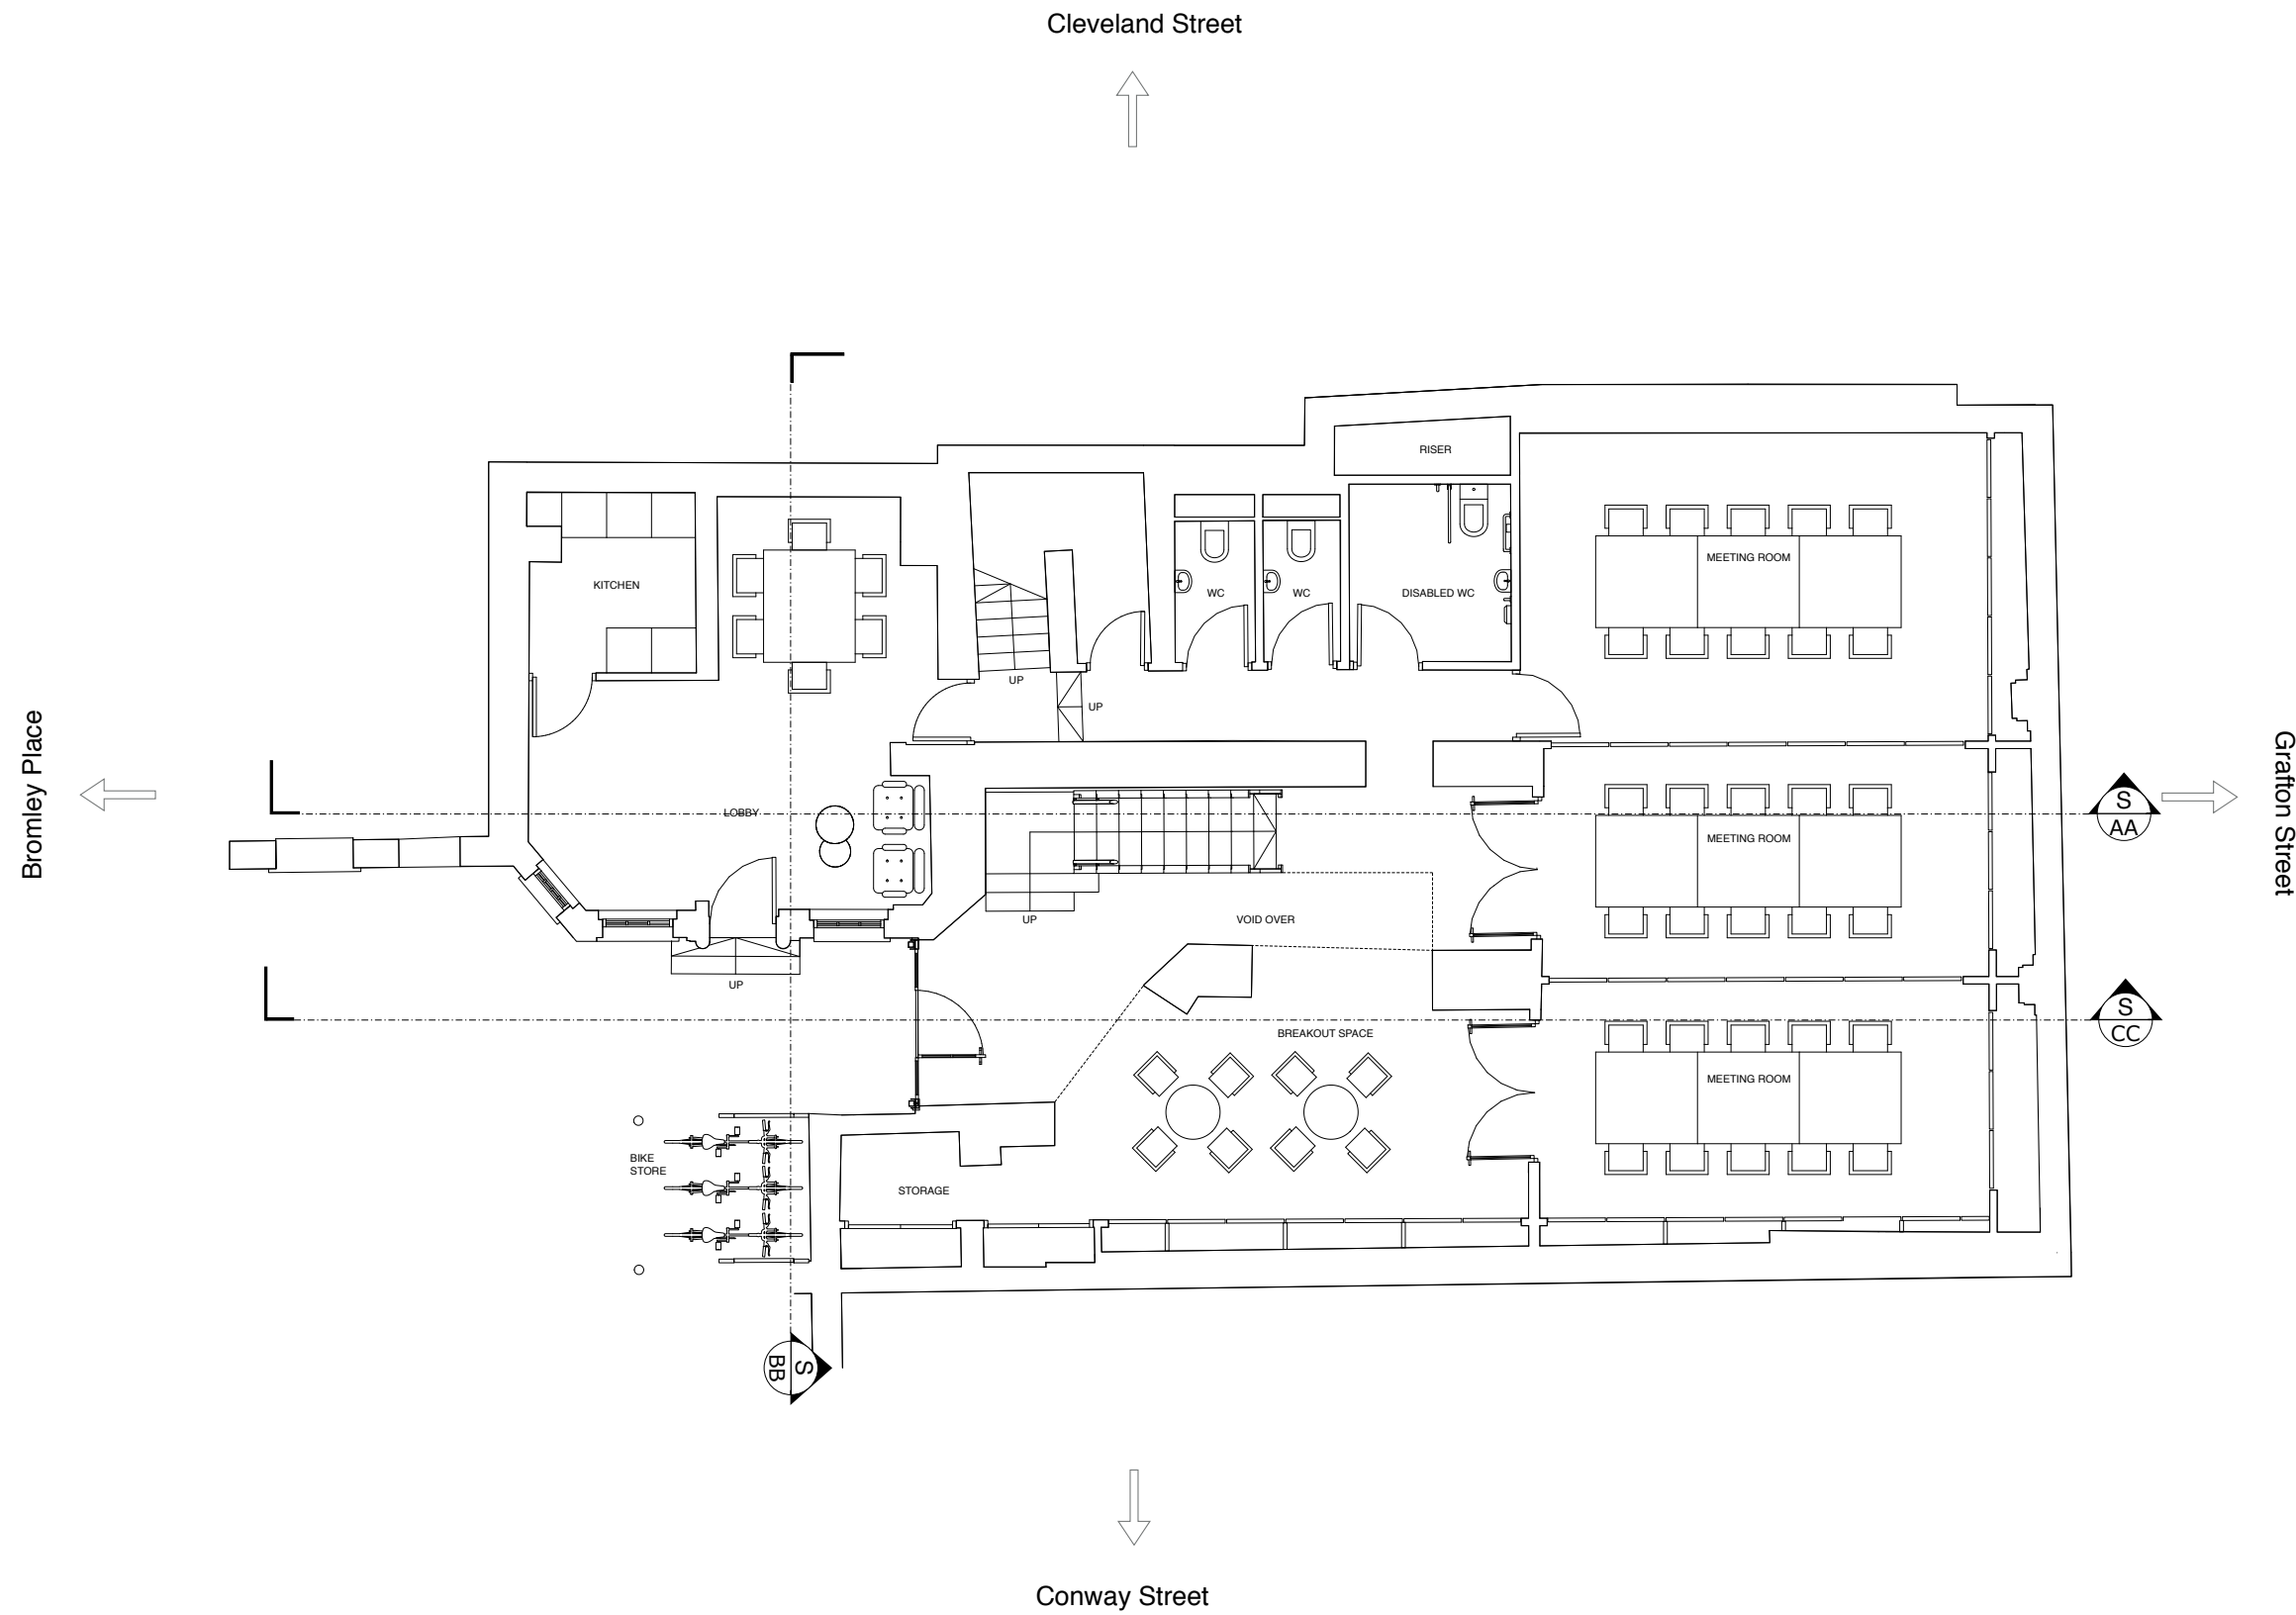 Cleveland Street
RISER
MEETING ROOM
KITCHEN
WC
WC
DISABLED WC
UP
UP
Bromley Place
Grafton Street
LOBBY
S
AA
MEETING ROOM
UP
VOID OVER
UP
S
CC
BREAKOUT SPACE
MEETING ROOM
BIKE
STORE
STORAGE
S
BB
Conway Street